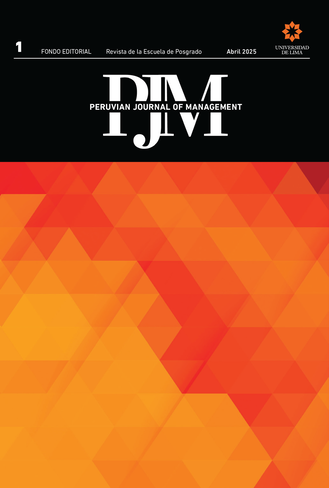 1 FONDO EDITORIAL Revista de la Escuela de Posgrado Abril 2025
UNIVERSIDAD
DE LIMA
PJM
PERUVIAN JOURNAL OF MANAGEMENT